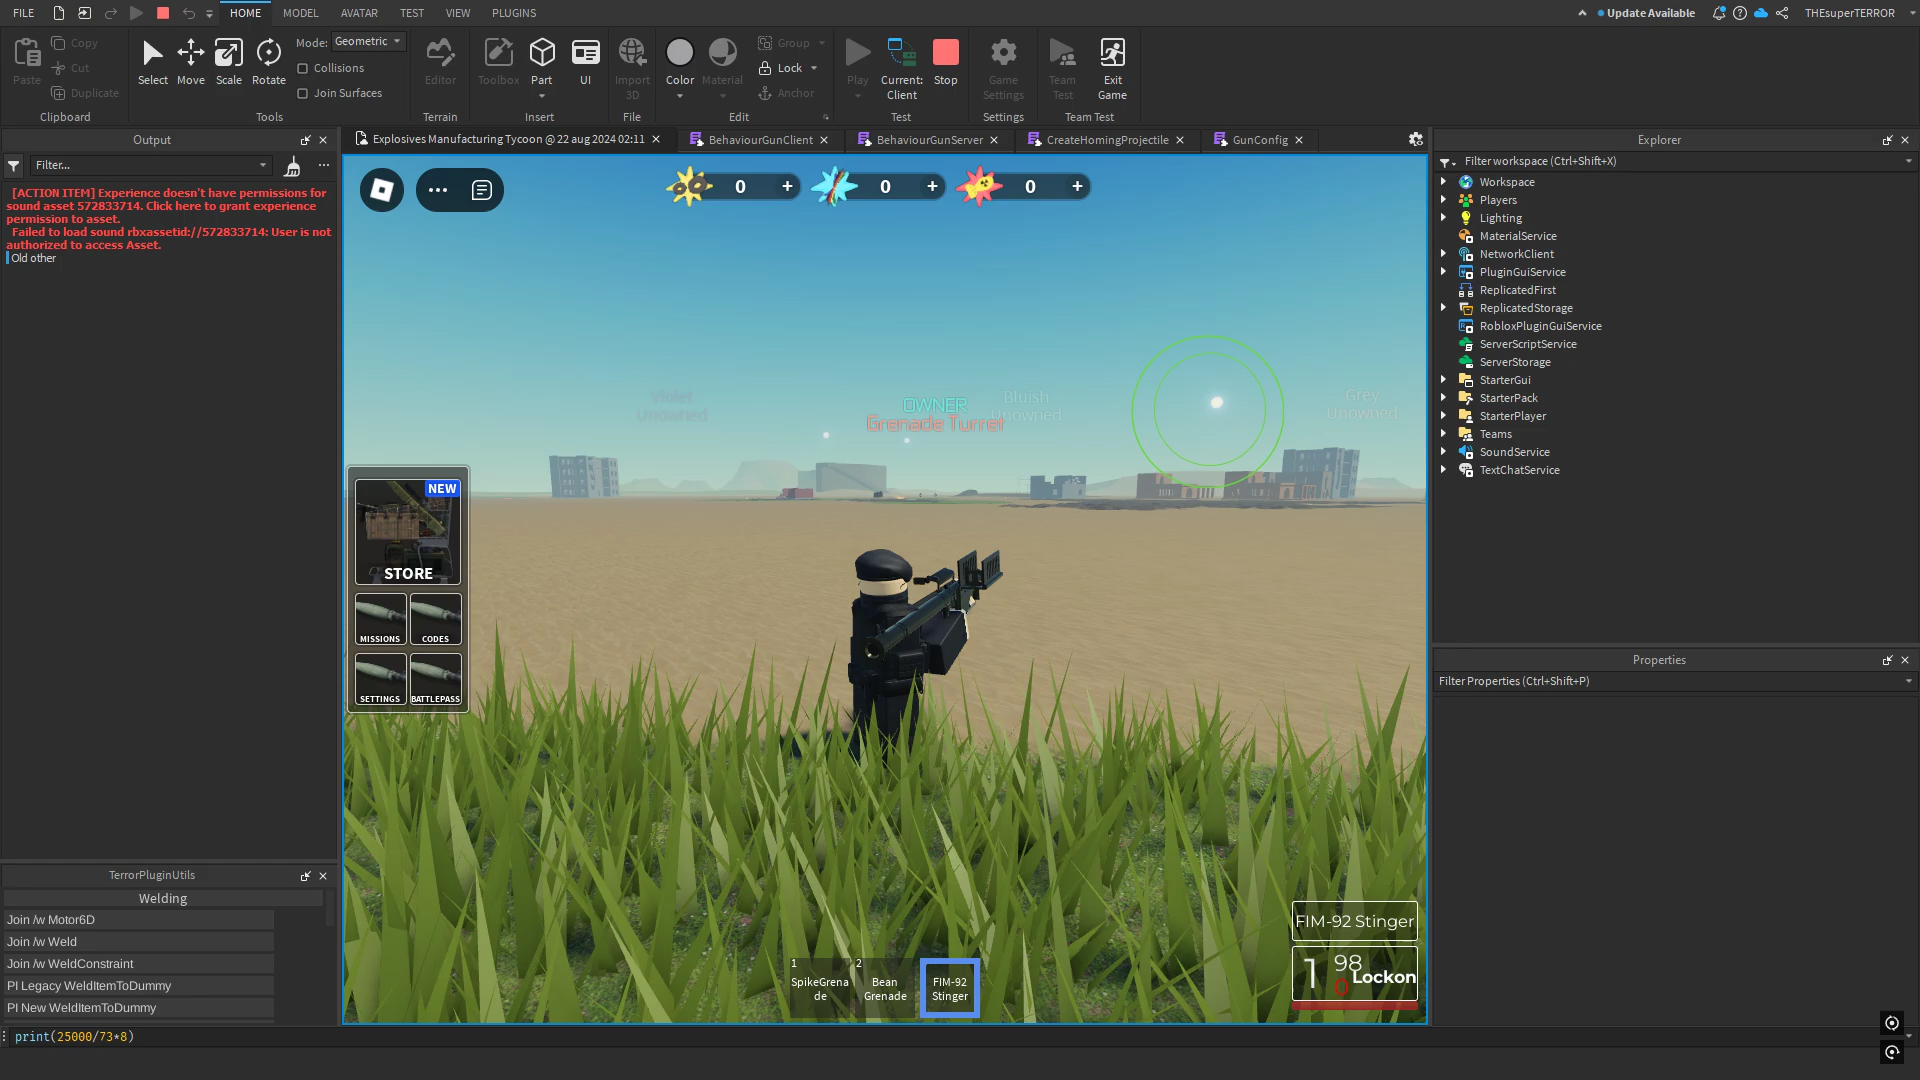 FILE
HOME
MODEL
AVATAR
TEST
VIEW
PLUGINS
Update Available
THEsuperTERROR
Paste
Copy
Cut
Duplicate
Clipboard
Select
Move
Scale
Rotate
Mode: Geometric
Collisions
Join Surfaces
Tools
Editor
Terrain
Toolbox
Part
UI
Insert
Import
3D
File
Color
Material
Group
Lock
Anchor
Edit
Play
Current:
Client
Stop
Test
Game
Settings
Settings
Team
Test
Exit
Game
Team Test
Output
Filter...
[ACTION ITEM] Experience doesn't have permissions for
sound asset 572833714. Click here to grant experience
permission to asset.
Failed to load sound rbxassetid://572833714: User is not
authorized to access Asset.
Old other
Explosives Manufacturing Tycoon @ 22 aug 2024 02:11
BehaviourGunClient
BehaviourGunServer
CreateHomingProjectile
GunConfig
0 +
0 +
0 +
Violet
Unowned
OWNER
Grenade Turret
Bluish
Unowned
Grey
Unowned
NEW
STORE
MISSIONS
CODES
SETTINGS
BATTLEPASS
1
SpikeGrena
de
2
Bean
Grenade
FIM-92
Stinger
FIM-92 Stinger
1
98
0
Lockon
Explorer
Filter workspace (Ctrl+Shift+X)
Workspace
Players
Lighting
MaterialService
NetworkClient
PluginGuiService
ReplicatedFirst
ReplicatedStorage
RobloxPluginGuiService
ServerScriptService
ServerStorage
StarterGui
StarterPack
StarterPlayer
Teams
SoundService
TextChatService
Properties
Filter Properties (Ctrl+Shift+P)
TerrorPluginUtils
Welding
Join /w Motor6D
Join /w Weld
Join /w WeldConstraint
PI Legacy WeldItemToDummy
PI New WeldItemToDummy
print(25000/73*8)